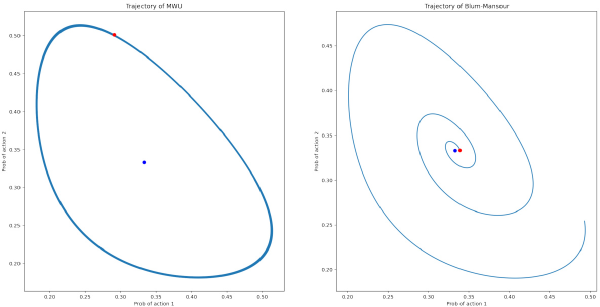 Trajectory of MWU
Prob of action 2
0.50
0.45
0.40
0.35
0.30
0.25
0.20
0.20 0.25 0.30 0.35 0.40 0.45 0.50
Prob of action 1
Trajectory of Blum-Mansour
Prob of action 2
0.45
0.40
0.35
0.30
0.25
0.20
0.20 0.25 0.30 0.35 0.40 0.45 0.50
Prob of action 1